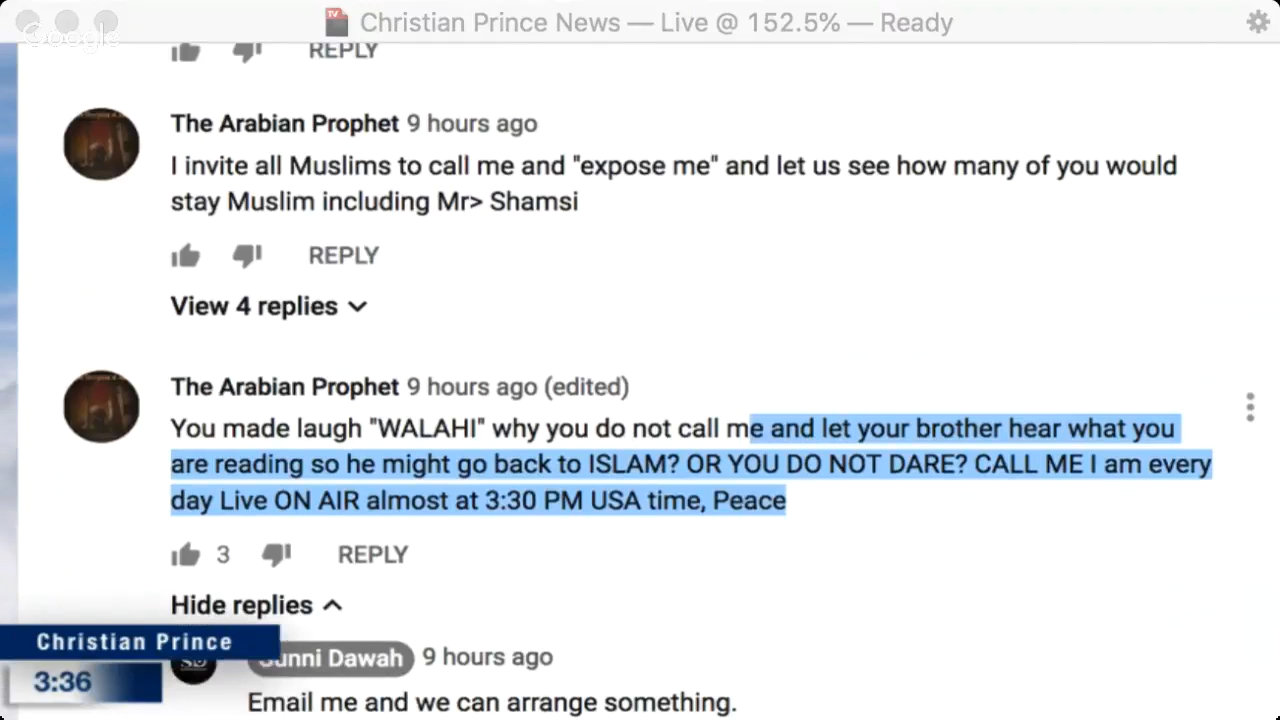 Christian Prince News — Live @ 152.5% — Ready
Google
REPLY
The Arabian Prophet 9 hours ago
I invite all Muslims to call me and "expose me" and let us see how many of you would
stay Muslim including Mr> Shamsi
REPLY
View 4 replies
The Arabian Prophet 9 hours ago (edited)
You made laugh "WALAHI" why you do not call me and let your brother hear what you
are reading so he might go back to ISLAM? OR YOU DO NOT DARE? CALL ME I am every
day Live ON AIR almost at 3:30 PM USA time, Peace
3 REPLY
Hide replies
Christian Prince
Sunni Dawah 9 hours ago
3:36
Email me and we can arrange something.